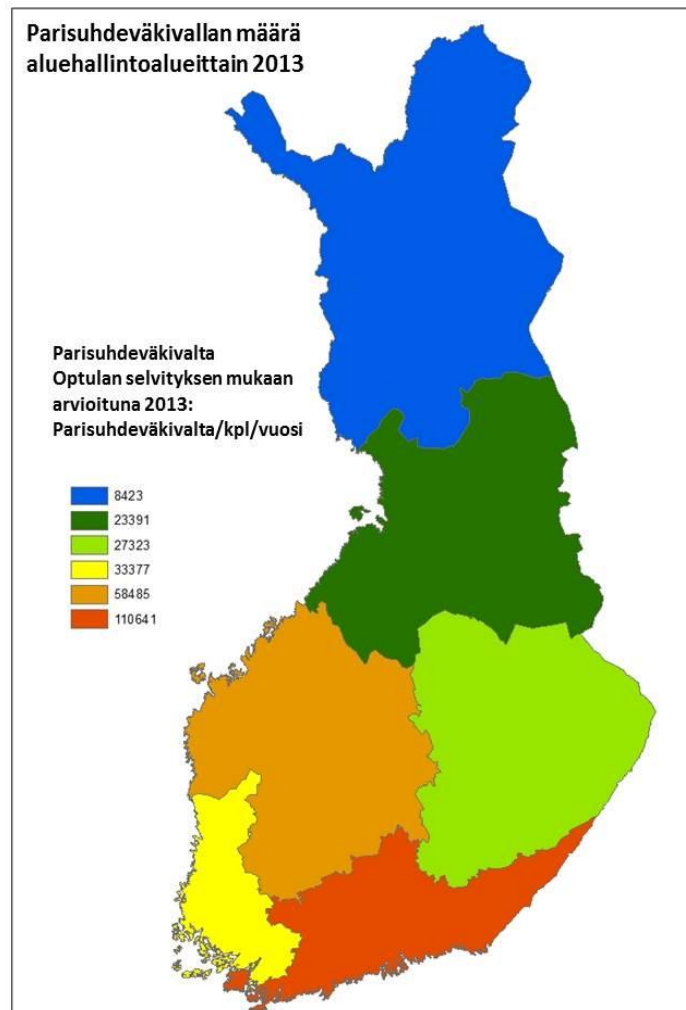 Parisuhdeväkivallan määrä
aluehallintoalueittain 2013
Parisuhdeväkivalta
Optulan selvityksen mukaan
arvioituna 2013:
Parisuhdeväkivalta/kpl/vuosi
8423
23391
27323
33377
58485
110641